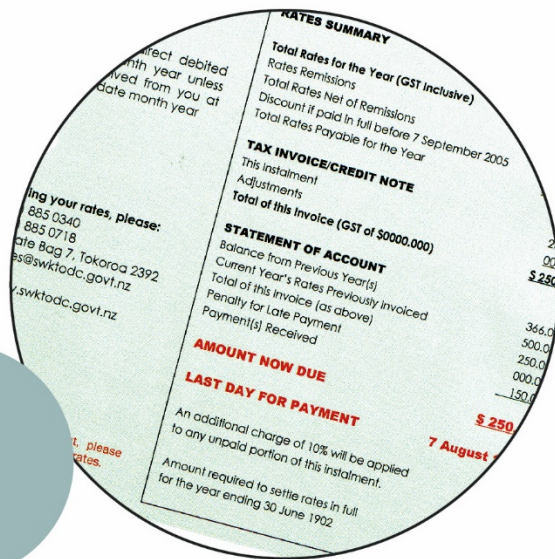 RATES SUMMARY
Total Rates for the Year (GST Inclusive)
Rates Remissions
Total Rates Net of Remissions
Discount if paid in full before 7 September 2005
Total Rates Payable for the Year
TAX INVOICE/CREDIT NOTE
This Instalment
Adjustments
Total of this Invoice (GST of $0000.000)
$ 250
STATEMENT OF ACCOUNT
Balance from Previous Year(s) 366.0
Current Year's Rates Previously Invoiced 500.0
Total of this Invoice (as above) 250.0
Penalty for Late Payment 000.0
Payment(s) Received 150.0
AMOUNT NOW DUE $ 250
LAST DAY FOR PAYMENT 7 August
An additional charge of 10% will be applied
to any unpaid portion of this instalment.
Amount required to settle rates in full
for the year ending 30 June 1902
debited
year unless
from you at
date month year
your rates, please:
885 0340
885 0718
Bag 7, Tokoroa 2392
swktodc.govt.nz
swktodc.govt.nz
please
rates.